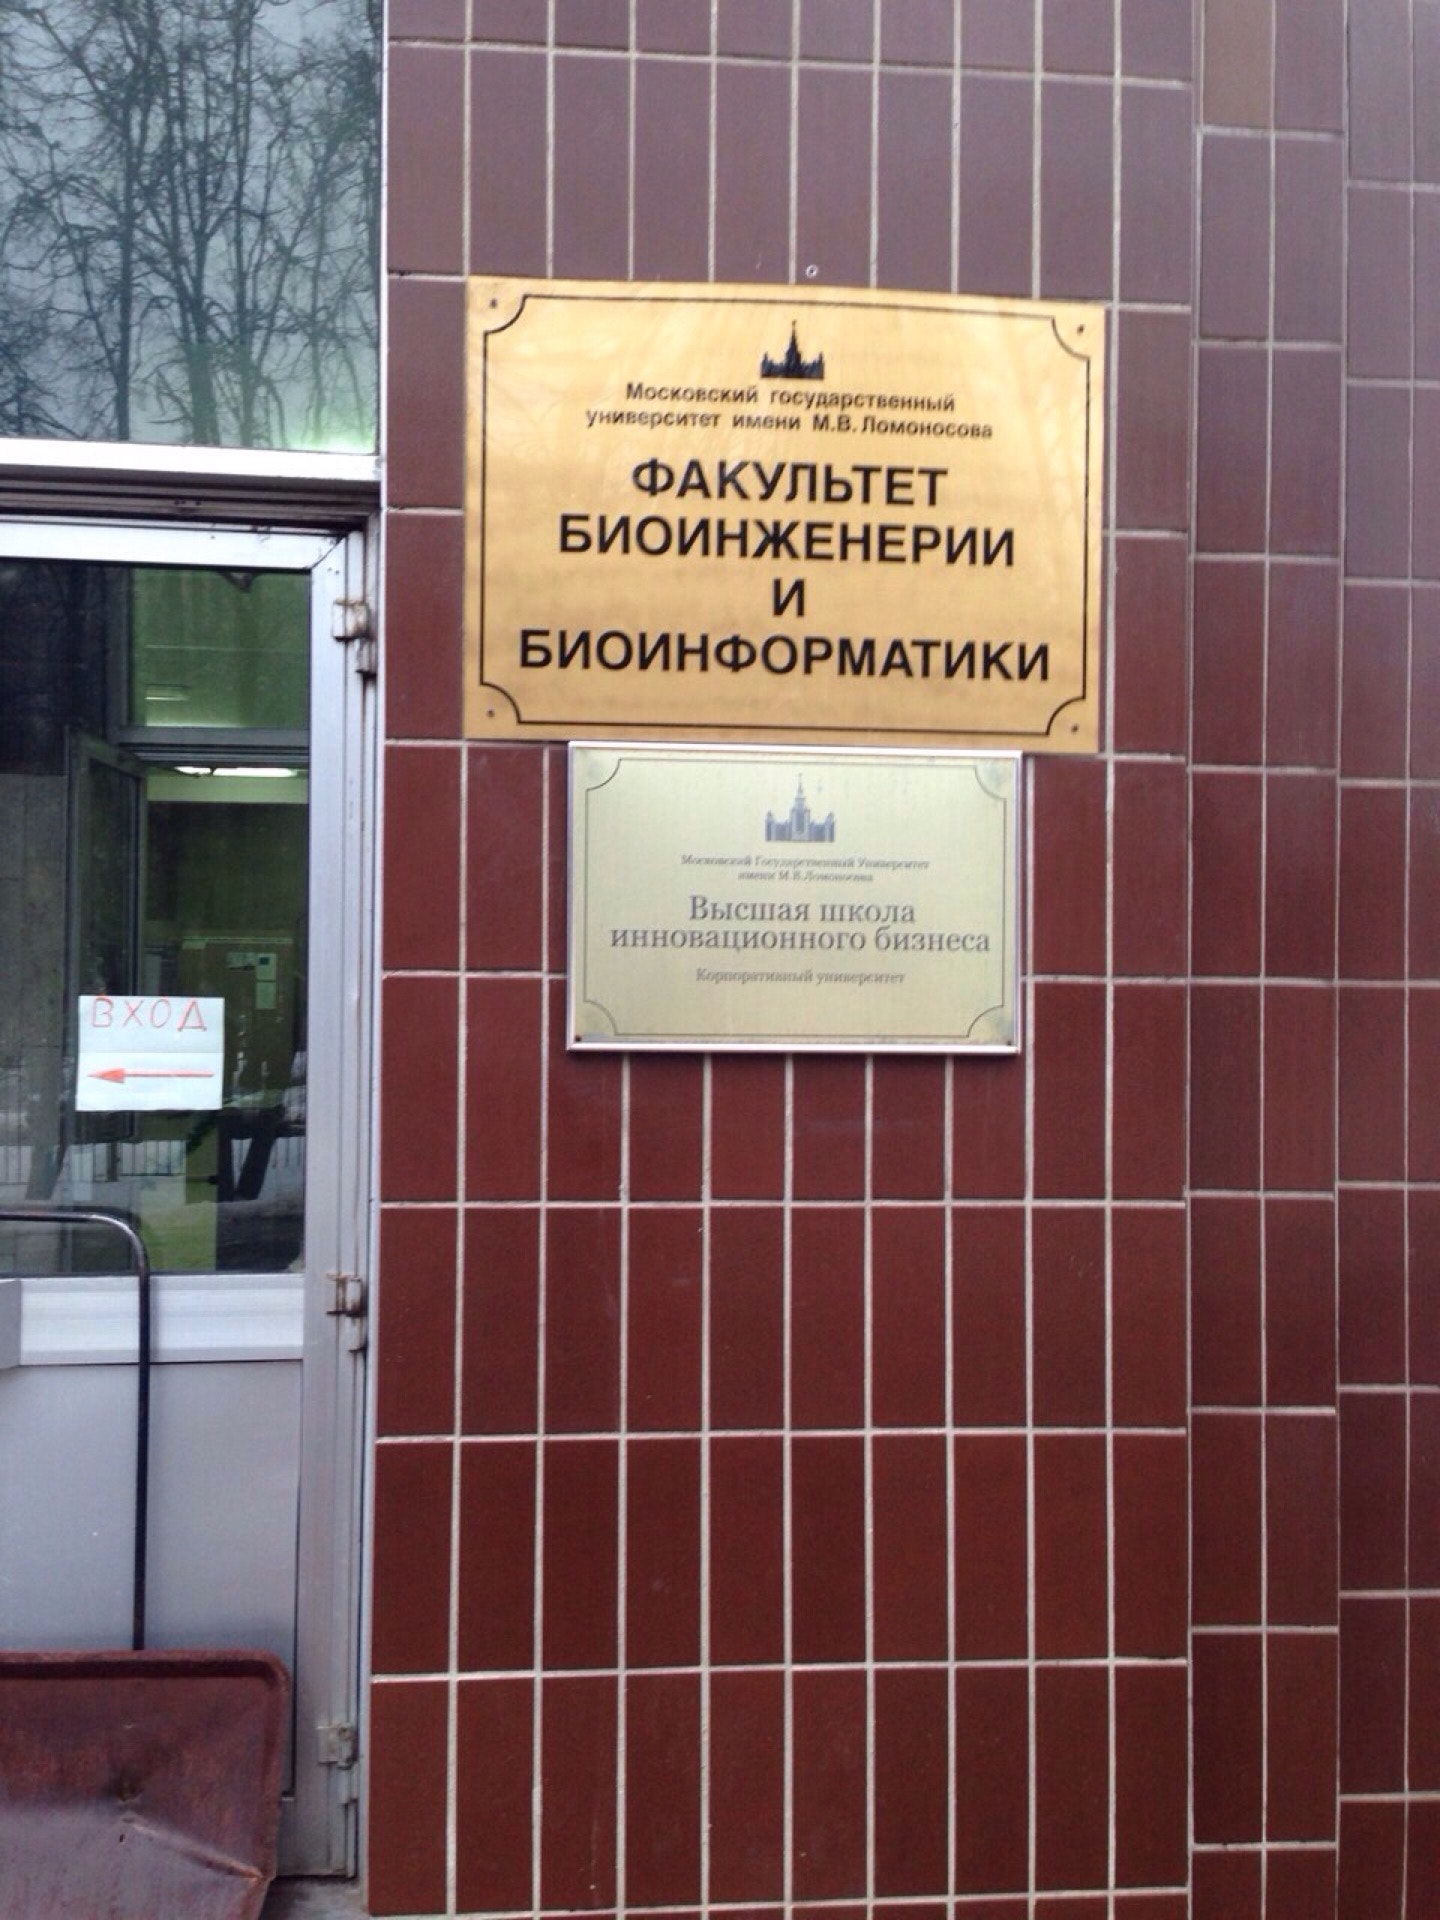 Московский государственный
университет имени М.В. Ломоносова
ФАКУЛЬТЕТ
БИОИНЖЕНЕРИИ
И
БИОИНФОРМАТИКИ
Московский Государственный Университет
имени М.В.Ломоносова
Высшая школа
инновационного бизнеса
Корпоративный университет
ВХОД